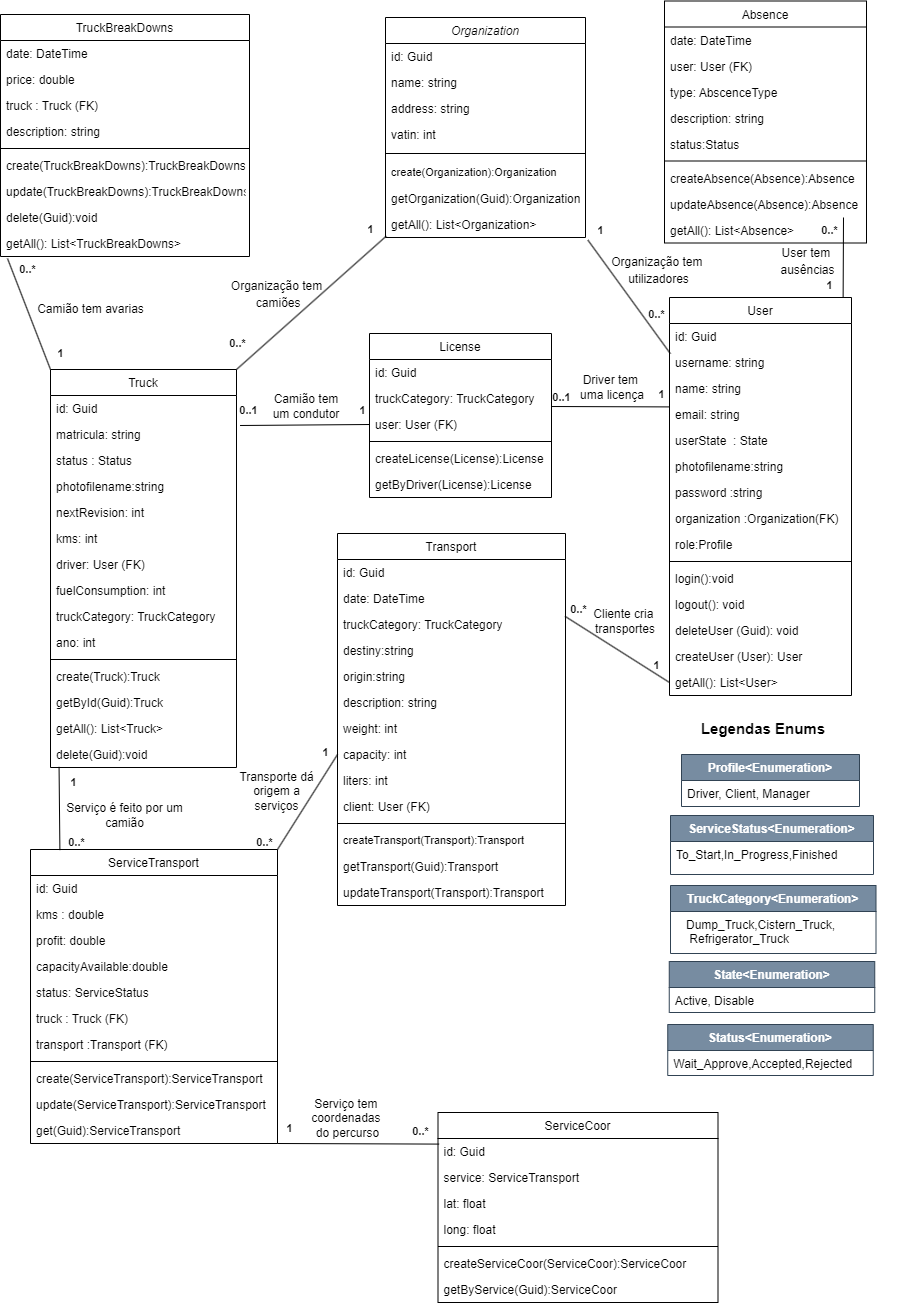 TruckBreakDowns
date: DateTime
price: double
truck : Truck (FK)
description: string
create(TruckBreakDowns):TruckBreakDowns
update(TruckBreakDowns):TruckBreakDowns
delete(Guid):void
getAll(): List<TruckBreakDowns>
Organization
id: Guid
name: string
address: string
vatin: int
create(Organization):Organization
getOrganization(Guid):Organization
getAll(): List<Organization>
Absence
date: DateTime
user: User (FK)
type: AbscenceType
description: string
status:Status
createAbsence(Absence):Absence
updateAbsence(Absence):Absence
getAll(): List<Absence>
0..*
User tem
ausências
1
0..*
Camião tem avarias
1
1
Organização tem
camiões
0..*
1
Organização tem
utilizadores
0..*
User
id: Guid
username: string
name: string
email: string
userState : State
photofilename:string
password :string
organization :Organization(FK)
role:Profile
login():void
logout(): void
deleteUser (Guid): void
createUser (User): User
getAll(): List<User>
License
id: Guid
truckCategory: TruckCategory
user: User (FK)
createLicense(License):License
getByDriver(License):License
0..1
Camião tem
um condutor
1
0..1
Driver tem
uma licença
1
Truck
id: Guid
matricula: string
status : Status
photofilename:string
nextRevision: int
kms: int
driver: User (FK)
fuelConsumption: int
truckCategory: TruckCategory
ano: int
create(Truck):Truck
getById(Guid):Truck
getAll(): List<Truck>
delete(Guid):void
Transport
id: Guid
date: DateTime
truckCategory: TruckCategory
destiny:string
origin:string
description: string
weight: int
capacity: int
liters: int
client: User (FK)
createTransport(Transport):Transport
getTransport(Guid):Transport
updateTransport(Transport):Transport
0..*
Cliente cria
transportes
1
1
Serviço é feito por um
camião
0..*
1
Transporte dá
origem a
serviços
0..*
Legendas Enums
Profile<Enumeration>
Driver, Client, Manager
ServiceStatus<Enumeration>
To_Start,In_Progress,Finished
TruckCategory<Enumeration>
Dump_Truck,Cistern_Truck,
Refrigerator_Truck
State<Enumeration>
Active, Disable
Status<Enumeration>
Wait_Approve,Accepted,Rejected
ServiceTransport
id: Guid
kms : double
profit: double
capacityAvailable:double
status: ServiceStatus
truck : Truck (FK)
transport :Transport (FK)
create(ServiceTransport):ServiceTransport
update(ServiceTransport):ServiceTransport
get(Guid):ServiceTransport
1
Serviço tem
coordenadas
do percurso
0..*
ServiceCoor
id: Guid
service: ServiceTransport
lat: float
long: float
createServiceCoor(ServiceCoor):ServiceCoor
getByService(Guid):ServiceCoor